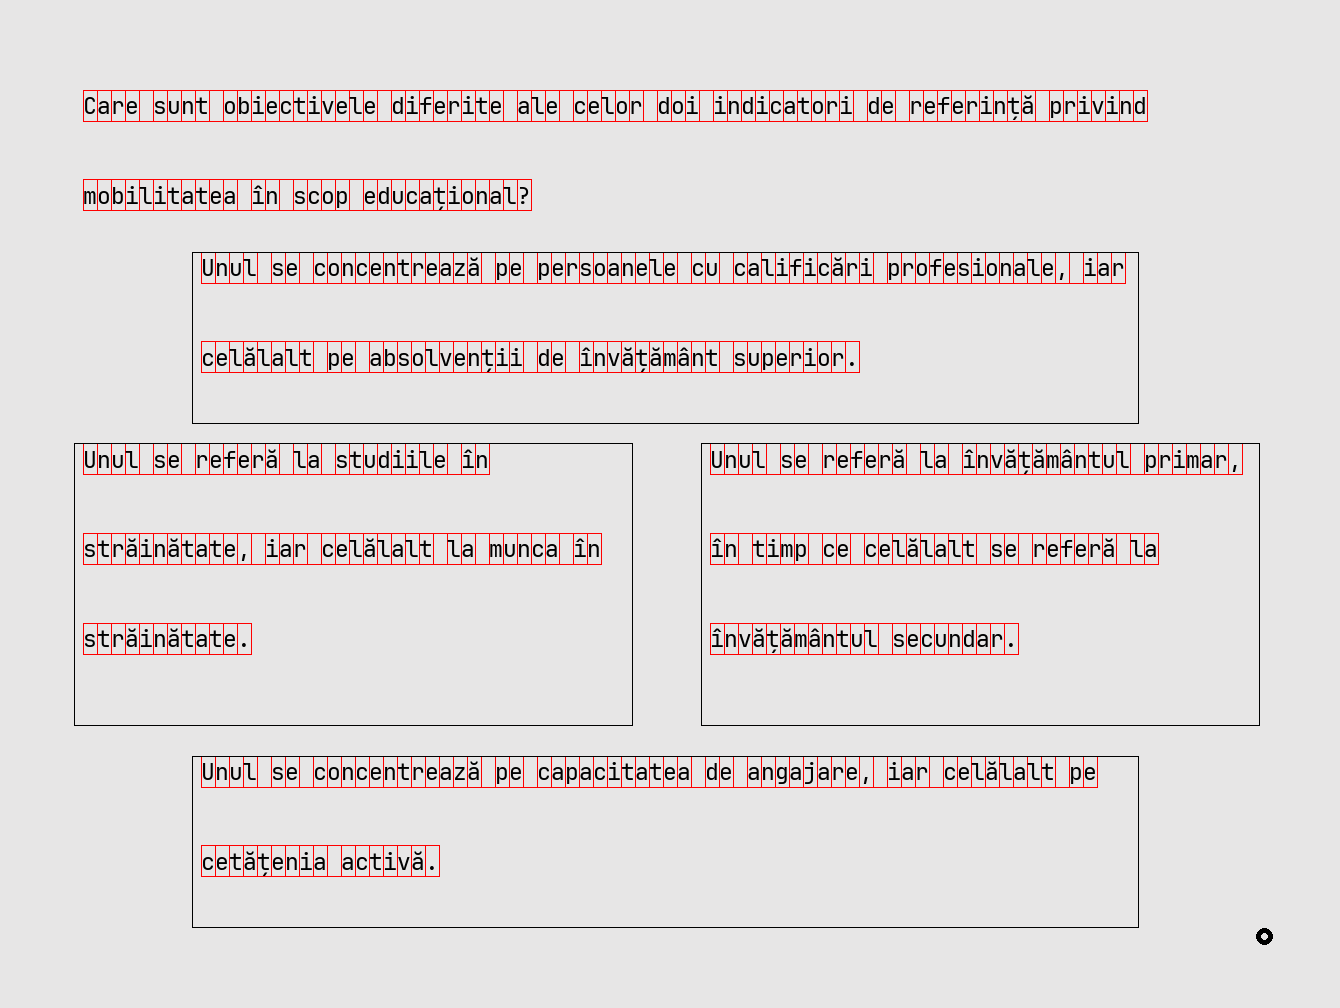 Care sunt obiectivele diferite ale celor doi indicatori de referință privind
mobilitatea în scop educațional?
Unul se concentrează pe persoanele cu calificări profesionale, iar
celălalt pe absolvenții de învățământ superior.
Unul se referă la studiile în
străinătate, iar celălalt la munca în
străinătate.
Unul se referă la învățământul primar,
în timp ce celălalt se referă la
învățământul secundar.
Unul se concentrează pe capacitatea de angajare, iar celălalt pe
cetățenia activă.